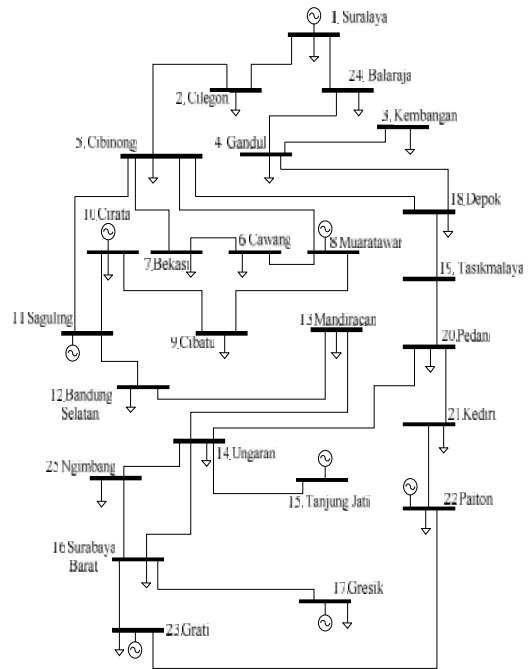 1. Suralaya
24. Balaraja
2. Cilegon
3. Kembangan
4. Gandul
5. Cibinong
18. Depok
10. Cirata
6 Cawang
8 Muaratawar
7. Bekasi
19. Tasikmalaya
11 Saguling
13 Mandiracan
9. Cibatu
20. Pedan
12. Bandung
Selatan
21. Kediri
14. Ungaran
25 Ngimbang
15. Tanjung Jati
22 Paiton
16 Surabaya
Barat
17. Gresik
23. Grati